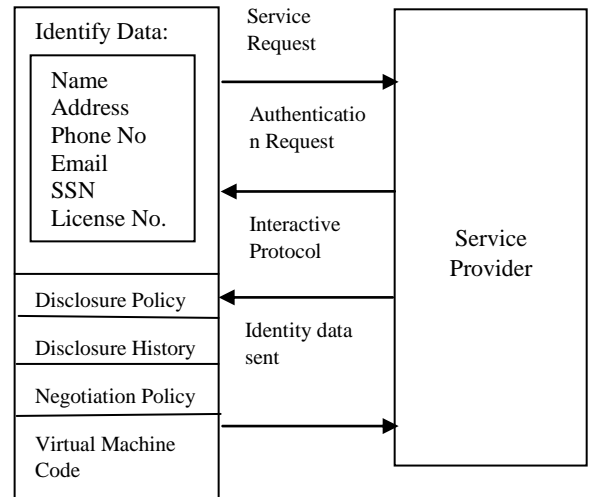 Identify Data:
Name
Address
Phone No
Email
SSN
License No.
Disclosure Policy
Disclosure History
Negotiation Policy
Virtual Machine
Code
Service
Request
Authenticatio
n Request
Interactive
Protocol
Identity data
sent
Service
Provider